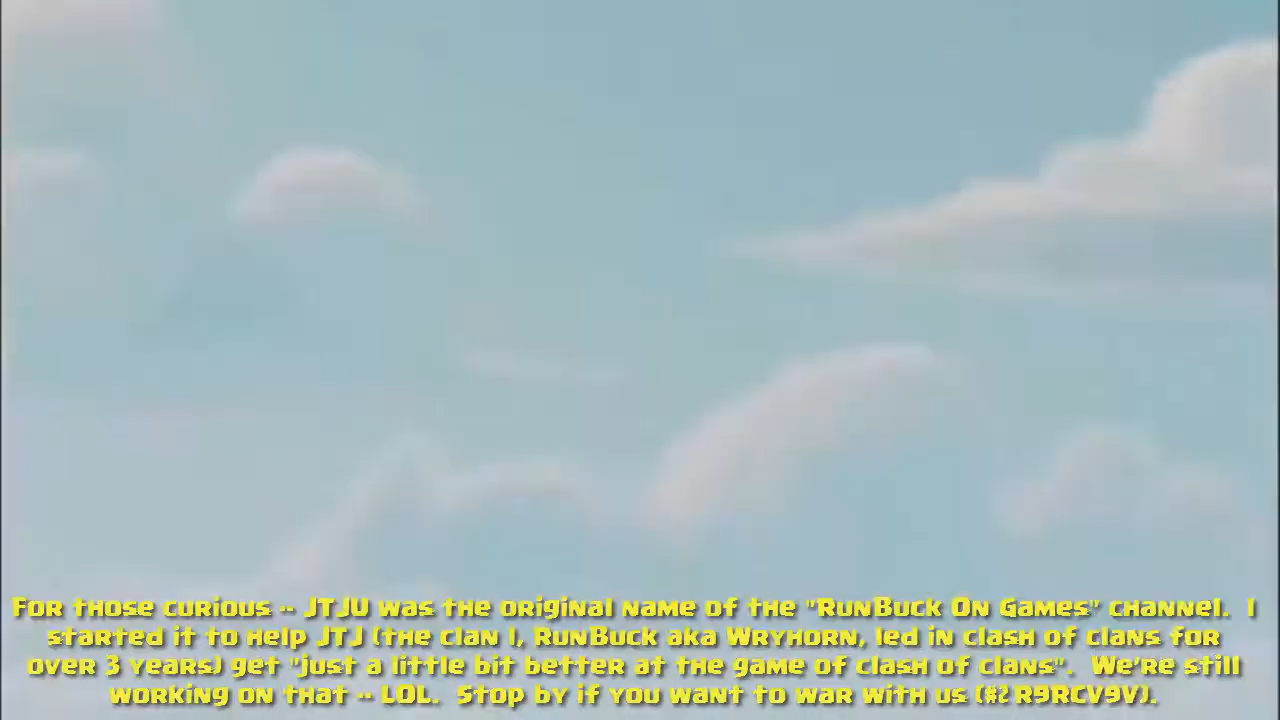 For those curious -- JTJU was the original name of the "RunBuck On Games" channel. I
started it to help JTJ (the clan I, RunBuck aka Wryhorn, led in clash of clans for
over 3 years) get "just a little bit better at the game of clash of clans". We're still
working on that -- LOL. Stop by if you want to war with us (#2R9RCV9V).